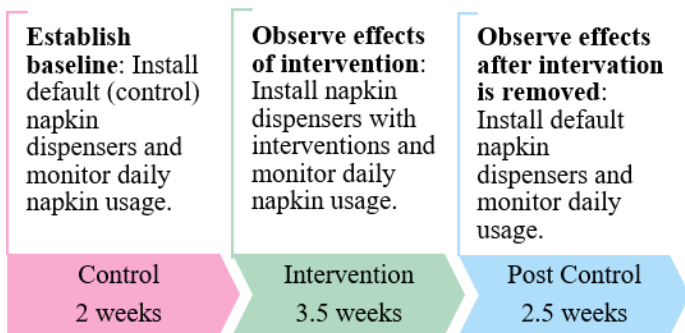 Establish
baseline: Install
default (control)
napkin
dispensers and
monitor daily
napkin usage.
Observe effects
of intervention:
Install napkin
dispensers with
interventions and
monitor daily
napkin usage.
Observe effects
after intervation
is removed:
Install default
napkin
dispensers and
monitor daily
usage.
Control
2 weeks
Intervention
3.5 weeks
Post Control
2.5 weeks